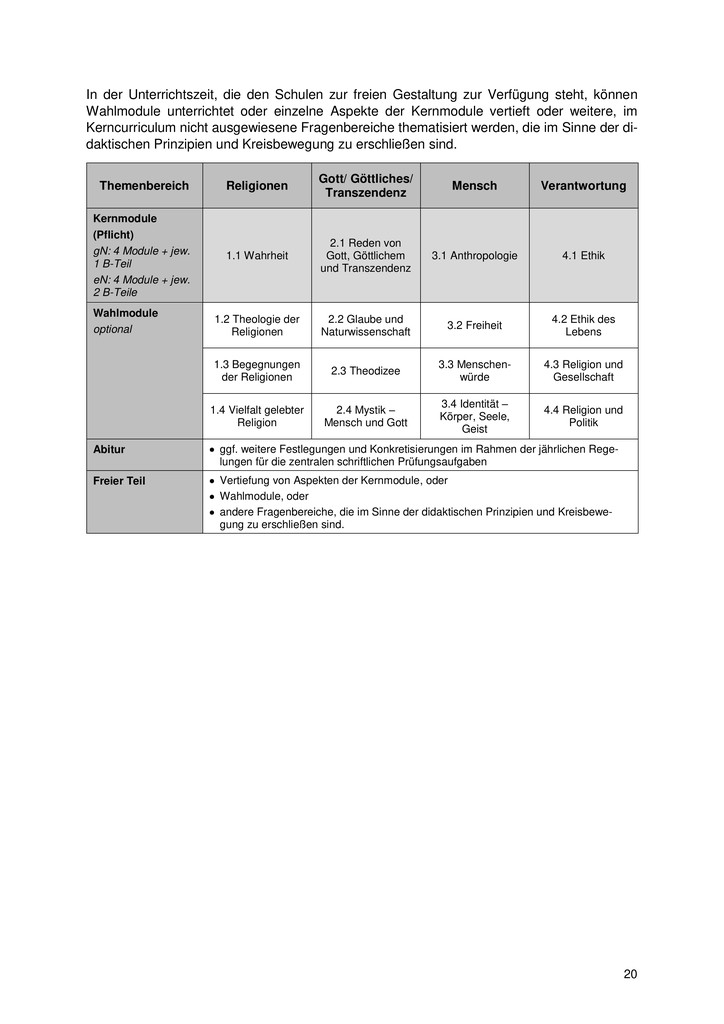 In der Unterrichtszeit, die den Schulen zur freien Gestaltung zur Verfügung steht, können
Wahlmodule unterrichtet oder einzelne Aspekte der Kernmodule vertieft oder weitere, im
Kerncurriculum nicht ausgewiesene Fragenbereiche thematisiert werden, die im Sinne der di-
daktischen Prinzipien und Kreisbewegung zu erschließen sind.
Themenbereich
Religionen
Gott/ Göttliches/
Transzendenz
Mensch
Verantwortung
Kernmodule
(Pflicht)
gN: 4 Module + jew.
1 B-Teil
eN: 4 Module + jew.
2 B-Teile
1.1 Wahrheit
2.1 Reden von
Gott, Göttlichem
und Transzendenz
3.1 Anthropologie
4.1 Ethik
Wahlmodule
optional
1.2 Theologie der
Religionen
2.2 Glaube und
Naturwissenschaft
3.2 Freiheit
4.2 Ethik des
Lebens
1.3 Begegnungen
der Religionen
2.3 Theodizee
3.3 Menschen-
würde
4.3 Religion und
Gesellschaft
1.4 Vielfalt gelebter
Religion
2.4 Mystik –
Mensch und Gott
3.4 Identität –
Körper, Seele,
Geist
4.4 Religion und
Politik
Abitur
• ggf. weitere Festlegungen und Konkretisierungen im Rahmen der jährlichen Rege-
lungen für die zentralen schriftlichen Prüfungsaufgaben
Freier Teil
• Vertiefung von Aspekten der Kernmodule, oder
• Wahlmodule, oder
• andere Fragenbereiche, die im Sinne der didaktischen Prinzipien und Kreisbewe-
gung zu erschließen sind.
20